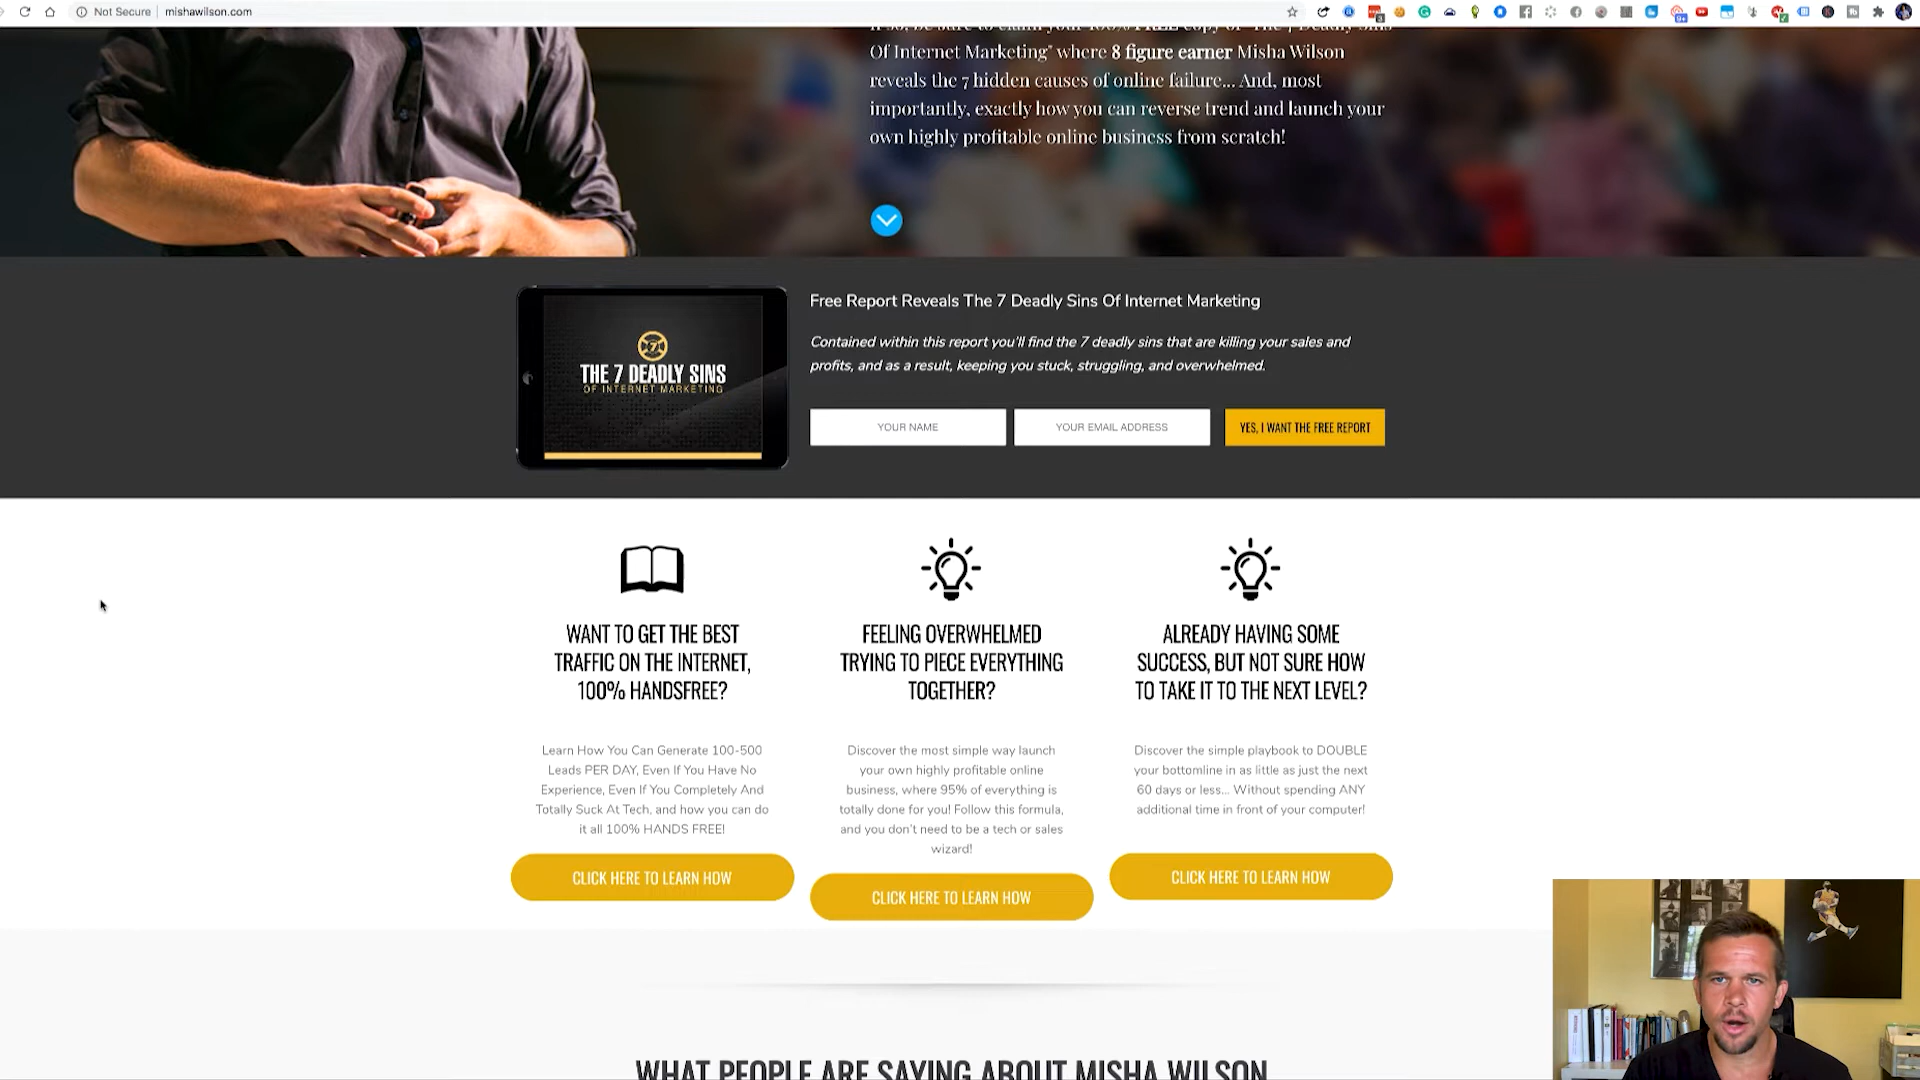 Not Secure
mishawilson.com
Of Internet Marketing" where 8 figure earner Misha Wilson
reveals the 7 hidden causes of online failure... And, most
importantly, exactly how you can reverse trend and launch your
own highly profitable online business from scratch!
THE 7 DEADLY SINS
OF INTERNET MARKETING
Free Report Reveals The 7 Deadly Sins Of Internet Marketing
Contained within this report you'll find the 7 deadly sins that are killing your sales and
profits, and as a result, keeping you stuck, struggling, and overwhelmed.
YOUR NAME
YOUR EMAIL ADDRESS
YES, I WANT THE FREE REPORT
WANT TO GET THE BEST
TRAFFIC ON THE INTERNET,
100% HANDSFREE?
Learn How You Can Generate 100-500
Leads PER DAY, Even If You Have No
Experience, Even If You Completely And
Totally Suck At Tech, and how you can do
it all 100% HANDS FREE!
CLICK HERE TO LEARN HOW
FEELING OVERWHELMED
TRYING TO PIECE EVERYTHING
TOGETHER?
Discover the most simple way launch
your own highly profitable online
business, where 95% of everything is
totally done for you! Follow this formula,
and you don't need to be a tech or sales
wizard!
CLICK HERE TO LEARN HOW
ALREADY HAVING SOME
SUCCESS, BUT NOT SURE HOW
TO TAKE IT TO THE NEXT LEVEL?
Discover the simple playbook to DOUBLE
your bottomline in as little as just the next
60 days or less... Without spending ANY
additional time in front of your computer!
CLICK HERE TO LEARN HOW
WHAT PEOPLE ARE SAYING ABOUT MISHA WILSON